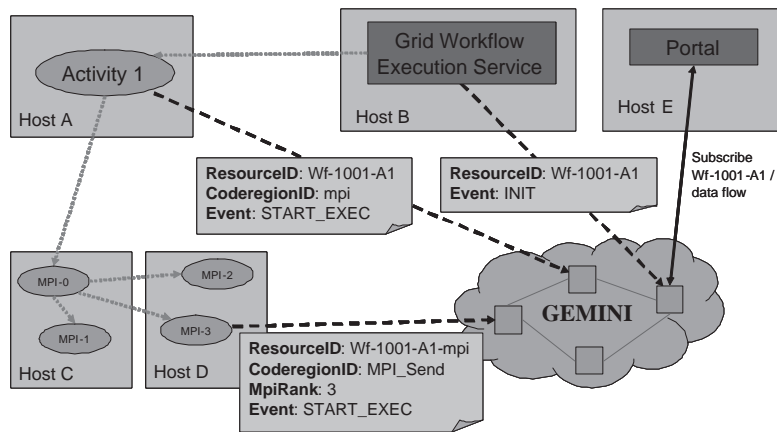 Grid Workflow
Execution Service
Portal
Activity 1
Host A
Host B
Host E
ResourceID: Wf-1001-A1
CoderegionID: mpi
Event: START_EXEC
ResourceID: Wf-1001-A1
Event: INIT
Subscribe
Wf-1001-A1 /
data flow
MPI-0
MPI-1
MPI-2
MPI-3
Host C
Host D
GEMINI
ResourceID: Wf-1001-A1-mpi
CoderegionID: MPI_Send
MpiRank: 3
Event: START_EXEC